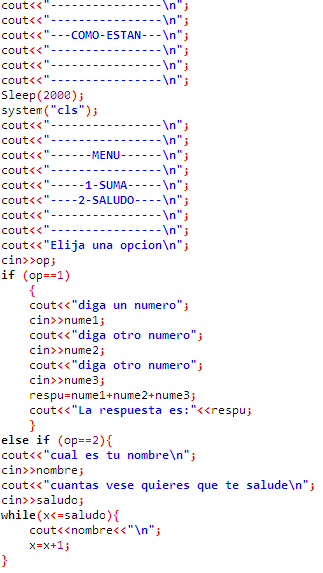 cout<<"-----------------\n";
cout<<"-----------------\n";
cout<<"---COMO-ESTAN---\n";
cout<<"-----------------\n";
cout<<"-----------------\n";
cout<<"-----------------\n";
Sleep(2000);
system("cls");
cout<<"-----------------\n";
cout<<"-----------------\n";
cout<<"------MENU------\n";
cout<<"-----------------\n";
cout<<"-----1-SUMA-----\n";
cout<<"----2-SALUDO----\n";
cout<<"-----------------\n";
cout<<"-----------------\n";
cout<<"Elija una opcion\n";
cin>>op;
if (op==1)
{
cout<<"diga un numero";
cin>>nume1;
cout<<"diga otro numero";
cin>>nume2;
cout<<"diga otro numero";
cin>>nume3;
respu=nume1+nume2+nume3;
cout<<"La respuesta es:"<<respu;
}
else if (op==2){
cout<<"cual es tu nombre\n";
cin>>nombre;
cout<<"cuantas vese quieres que te salude\n";
cin>>saludo;
while(x<=saludo){
cout<<nombre<<"\n";
x=x+1;
}